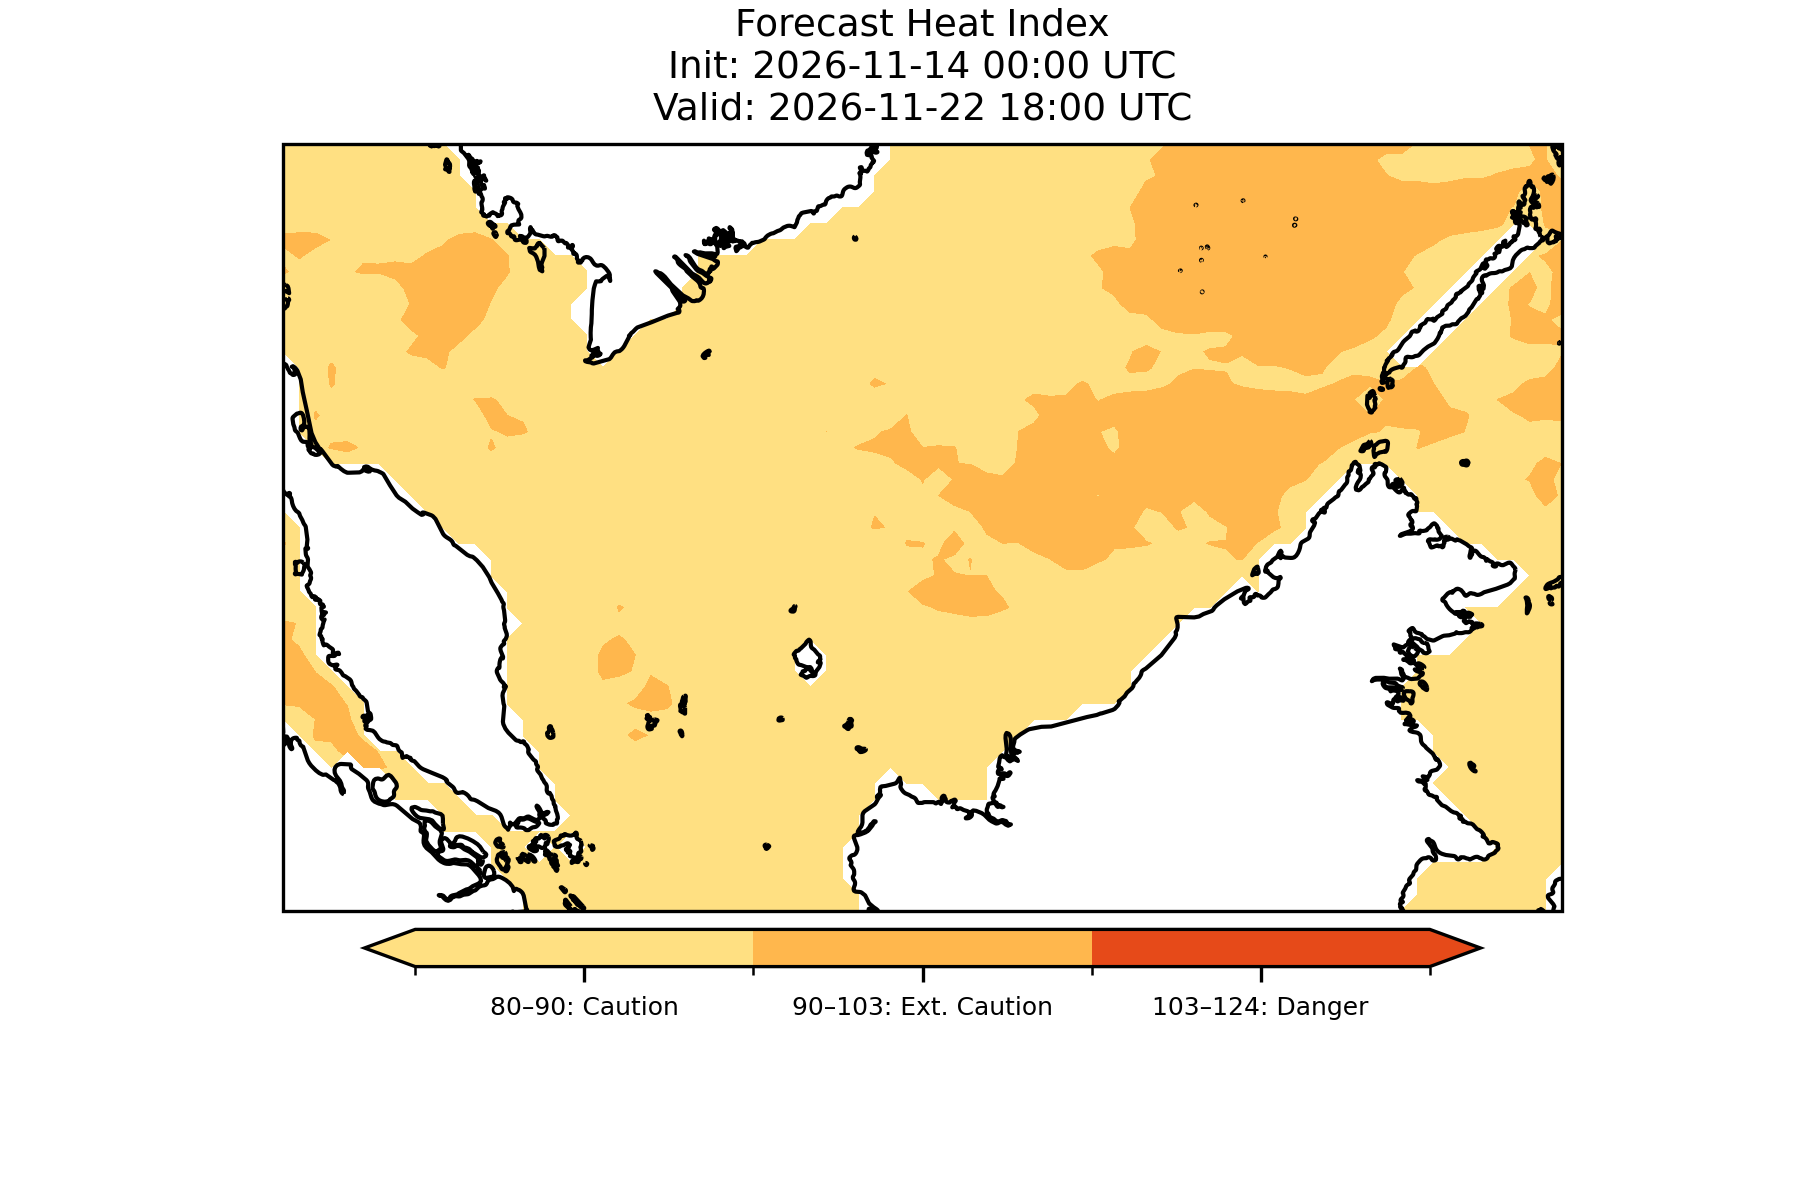 Forecast Heat Index
Init: 2026-11-14 00:00 UTC
Valid: 2026-11-22 18:00 UTC
80–90: Caution
90–103: Ext. Caution
103–124: Danger